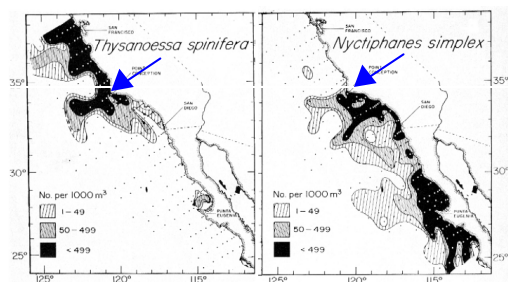 SAN
FRANCISCO
Thysanoessa spinifera
POINT
CONCEPTION
35°
SAN
DIEGO
30°
No. per 1000 m³
1 – 49
50 – 499
< 499
PUNTA
EUGENIA
25°
125°
120°
115°
SAN
FRANCISCO
Nyctiphanes simplex
POINT
CONCEPTION
35°
SAN
DIEGO
30°
No. per 1000 m³
1 – 49
50 – 499
< 499
PUNTA
EUGENIA
25°
125°
120°
115°